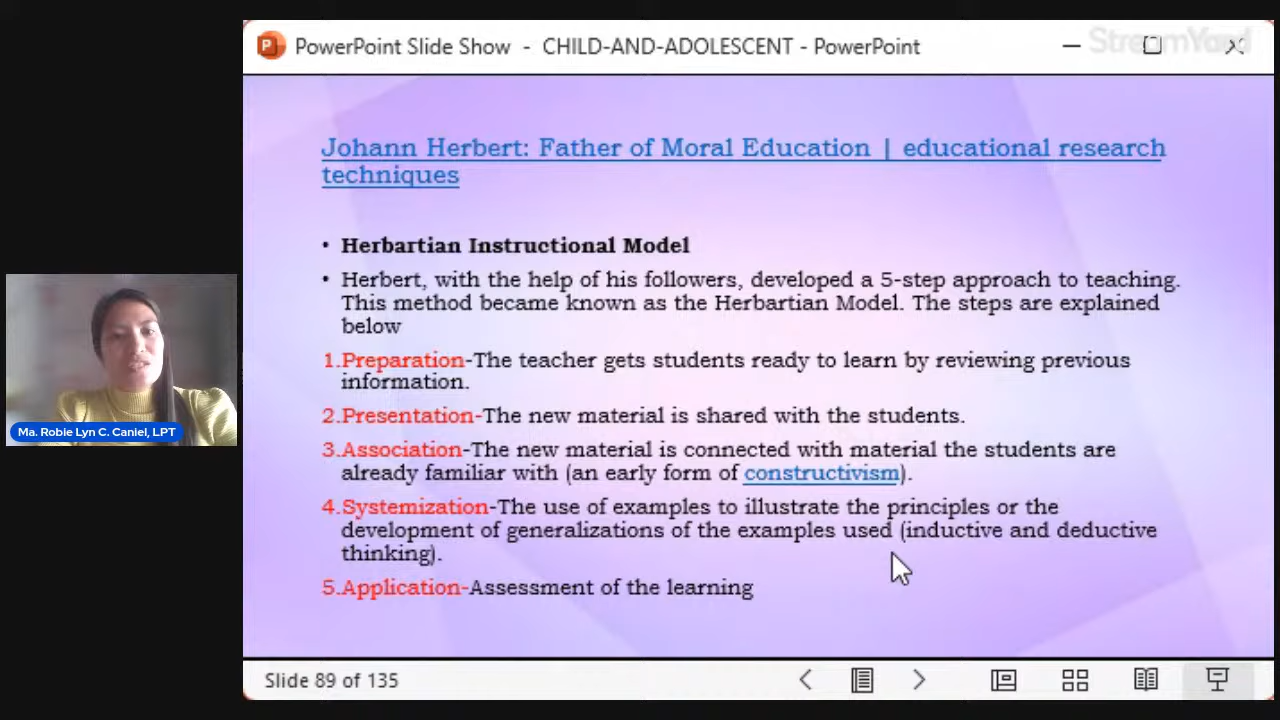 PowerPoint Slide Show - CHILD-AND-ADOLESCENT - PowerPoint
StreamYard
Johann Herbert: Father of Moral Education | educational research
techniques
• Herbartian Instructional Model
• Herbert, with the help of his followers, developed a 5-step approach to teaching.
This method became known as the Herbartian Model. The steps are explained
below
1.Preparation-The teacher gets students ready to learn by reviewing previous
information.
2.Presentation-The new material is shared with the students.
3.Association-The new material is connected with material the students are
already familiar with (an early form of constructivism).
4.Systemization-The use of examples to illustrate the principles or the
development of generalizations of the examples used (inductive and deductive
thinking).
5.Application-Assessment of the learning
Ma. Robie Lyn C. Caniel, LPT
Slide 89 of 135